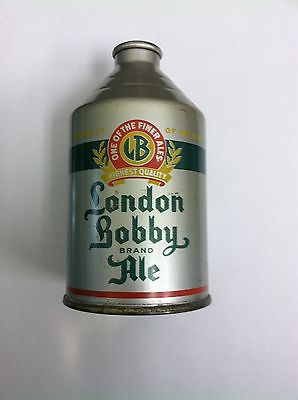 ONE OF THE FINER ALES
LB
HIGHEST QUALITY
London
Bobby
BRAND
Ale